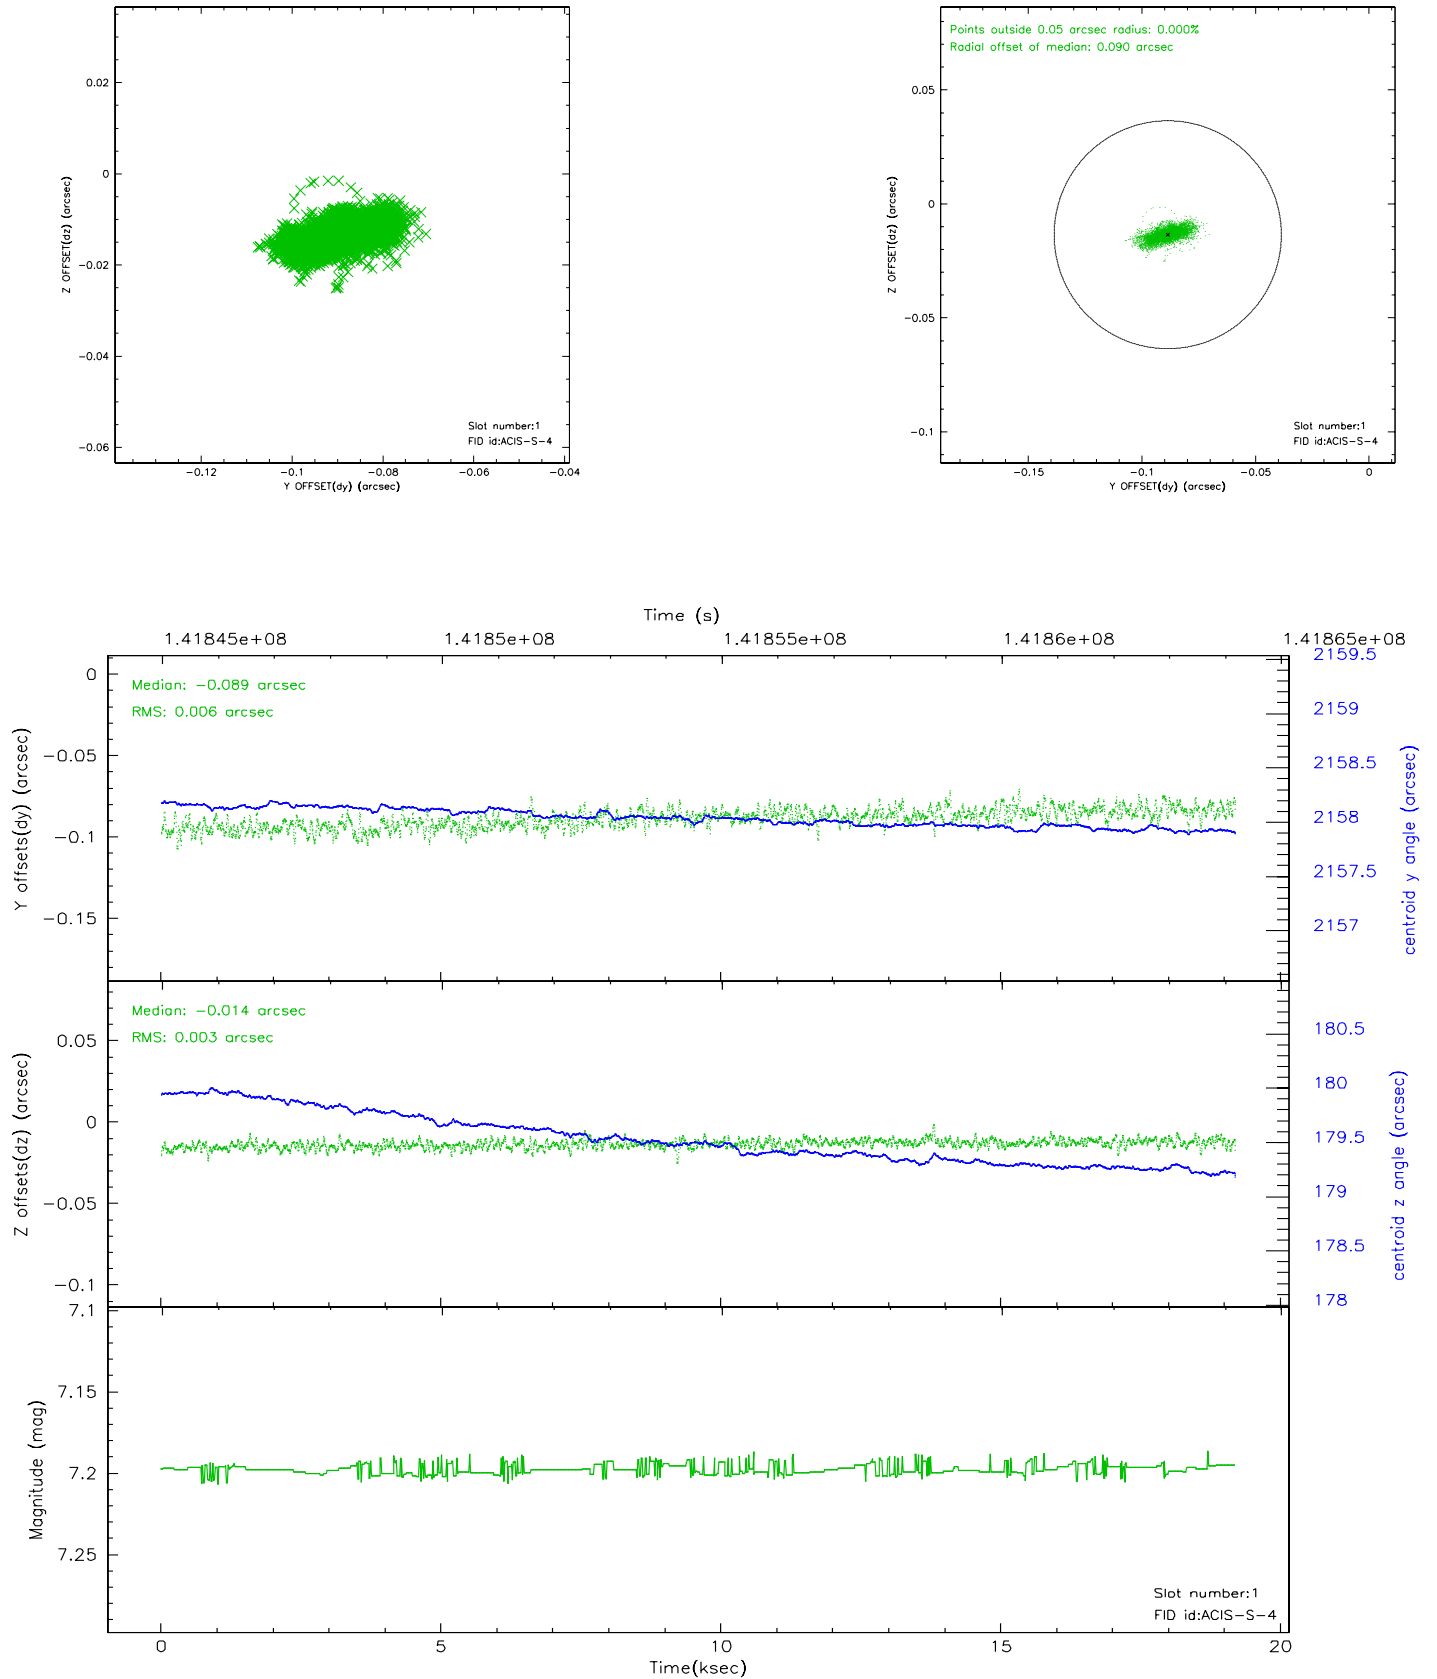 0.02
0
−0.02
−0.04
−0.06
Z OFFSET(dz) (arcsec)
Slot number:1
FID id:ACIS−S−4
−0.12
−0.1
−0.08
−0.06
−0.04
Y OFFSET(dy) (arcsec)
Points outside 0.05 arcsec radius: 0.000%
Radial offset of median: 0.090 arcsec
0.05
0
−0.05
−0.1
Z OFFSET(dz) (arcsec)
Slot number:1
FID id:ACIS−S−4
−0.15
−0.1
−0.05
0
Y OFFSET(dy) (arcsec)
Time (s)
1.41845e+08
1.4185e+08
1.41855e+08
1.4186e+08
1.41865e+08
0
−0.05
−0.1
−0.15
Y offsets(dy) (arcsec)
Median: −0.089 arcsec
RMS: 0.006 arcsec
2159.5
2159
2158.5
2158
2157.5
2157
centroid y angle (arcsec)
0.05
0
−0.05
−0.1
Z offsets(dz) (arcsec)
Median: −0.014 arcsec
RMS: 0.003 arcsec
180.5
180
179.5
179
178.5
178
centroid z angle (arcsec)
7.1
7.15
7.2
7.25
Magnitude (mag)
Slot number:1
FID id:ACIS−S−4
0
5
10
15
20
Time(ksec)